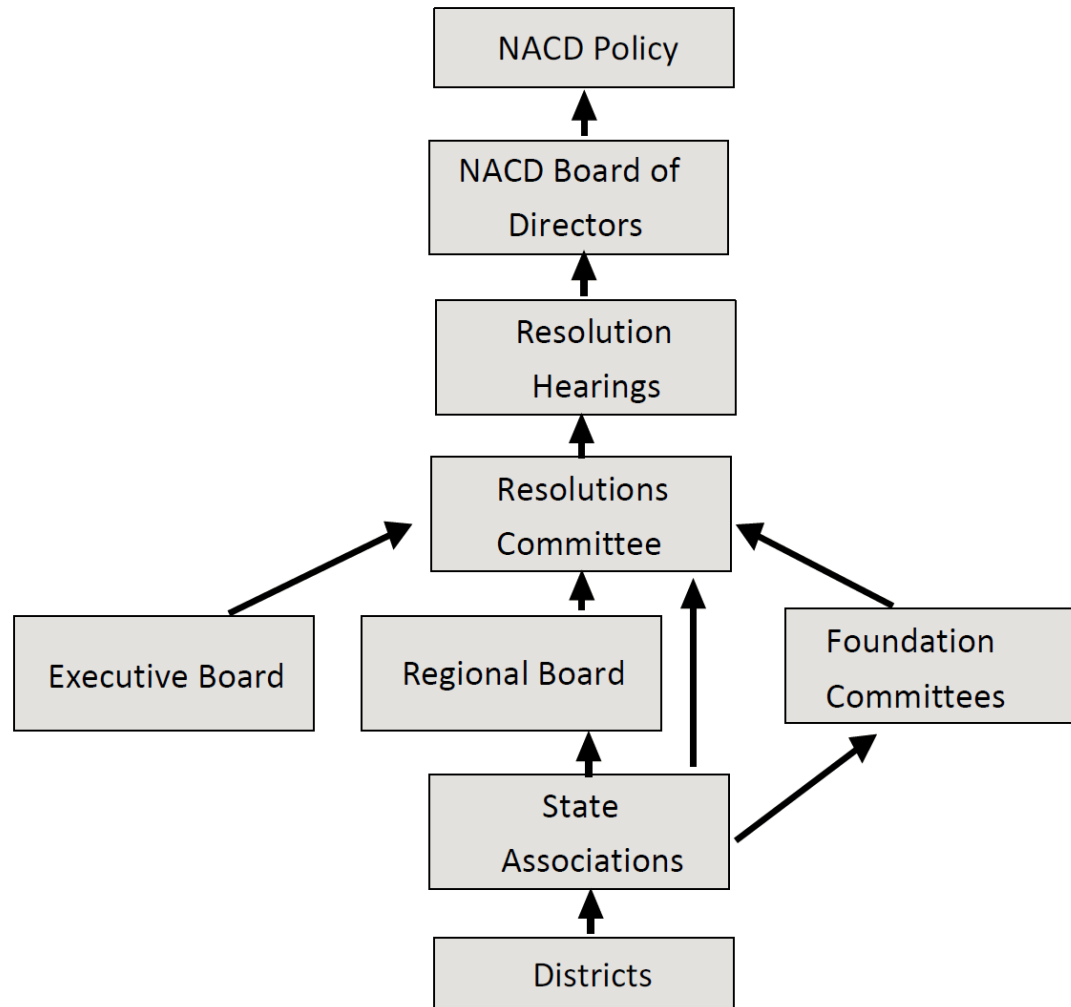 NACD Policy
NACD Board of
Directors
Resolution
Hearings
Resolutions
Committee
Executive Board
Regional Board
Foundation
Committees
State
Associations
Districts